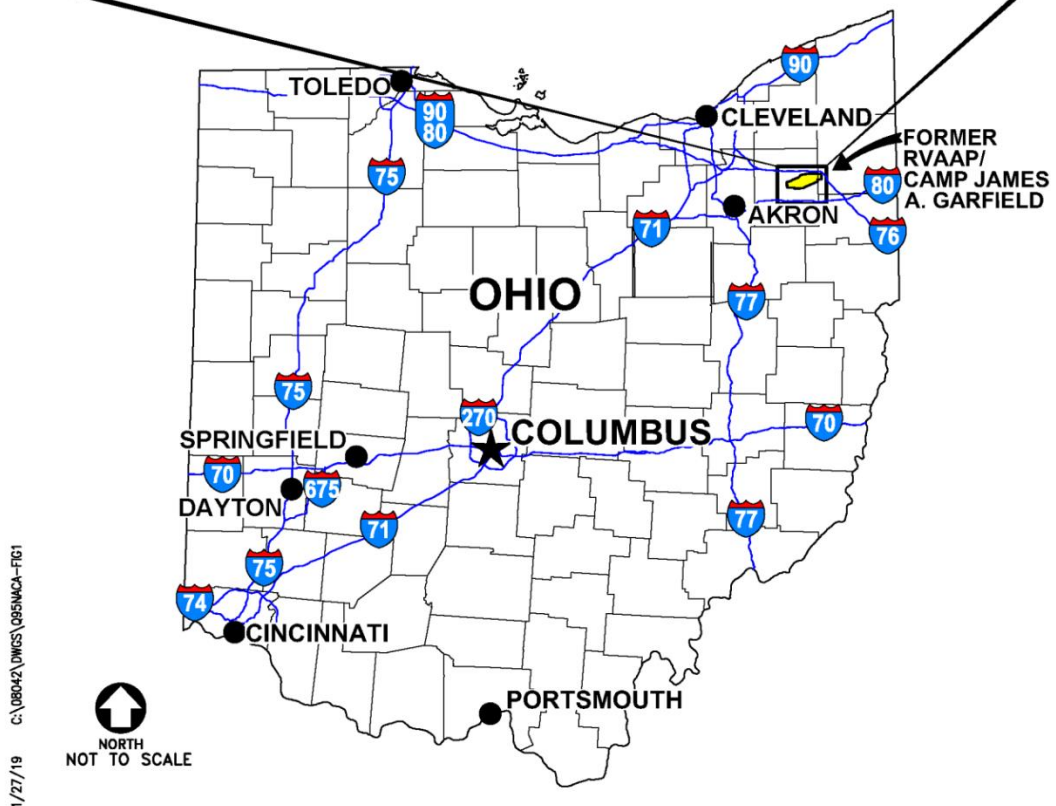 TOLEDO
90
80
90
CLEVELAND
FORMER
RVAAP/
CAMP JAMES
A. GARFIELD
80
75
71
AKRON
76
OHIO
77
75
270
COLUMBUS
70
SPRINGFIELD
70
675
DAYTON
71
77
75
74
CINCINNATI
PORTSMOUTH
NORTH
NOT TO SCALE
C:\08042\DWGS\Q95NACA-FIG1
1/27/19